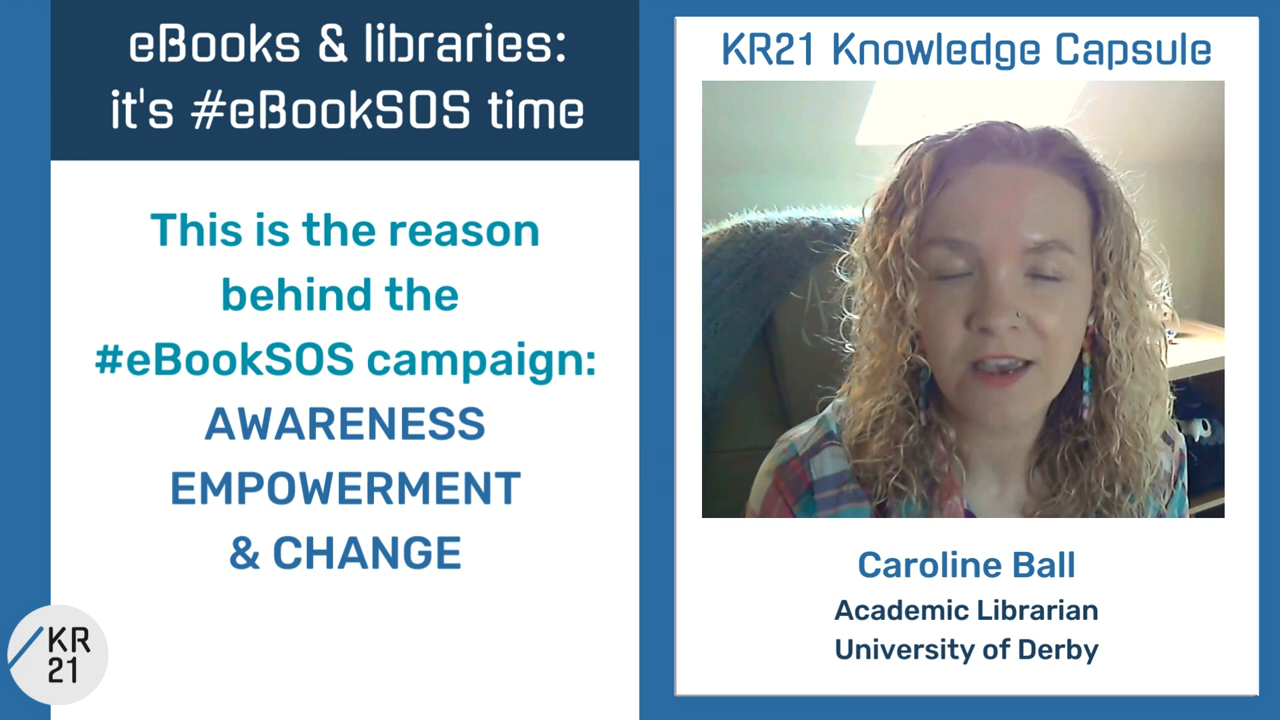 eBooks & libraries:
it's #eBookSOS time
This is the reason
behind the
#eBookSOS campaign:
AWARENESS
EMPOWERMENT
& CHANGE
KR
21
KR21 Knowledge Capsule
Caroline Ball
Academic Librarian
University of Derby